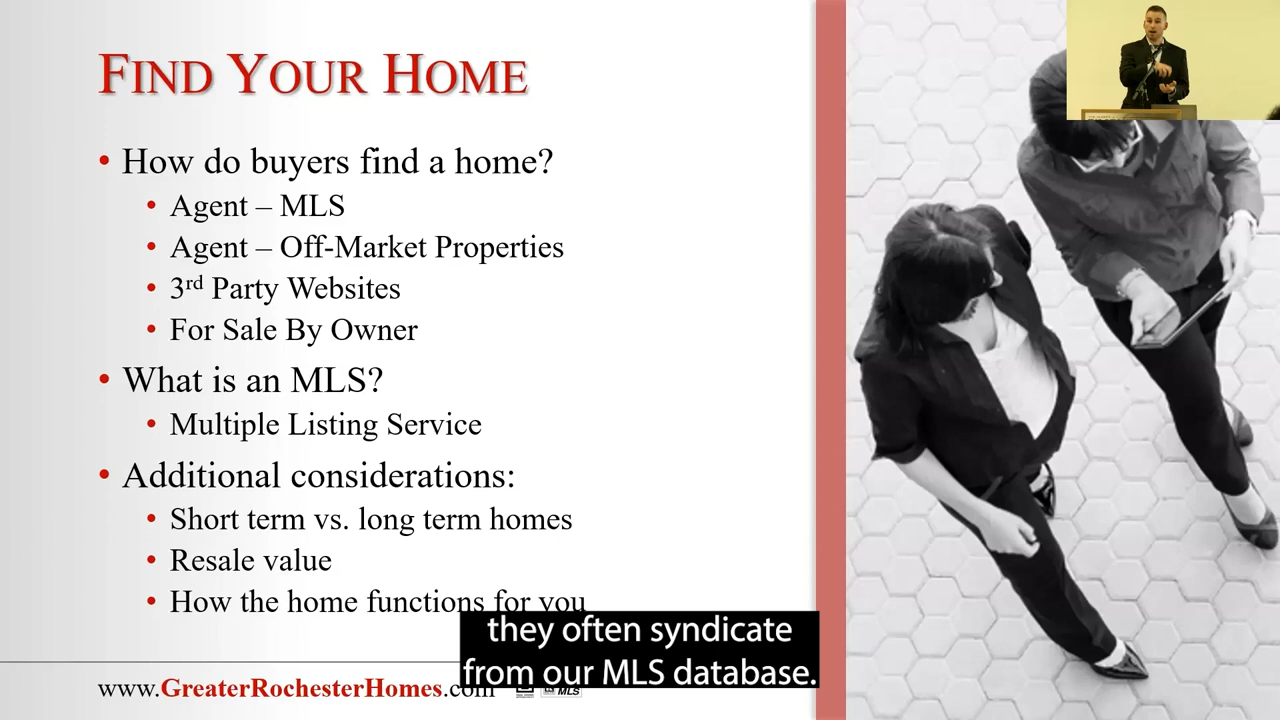 FIND YOUR HOME
• How do buyers find a home?
• Agent – MLS
• Agent – Off-Market Properties
• 3rd Party Websites
• For Sale By Owner
• What is an MLS?
• Multiple Listing Service
• Additional considerations:
• Short term vs. long term homes
• Resale value
• How the home functions for you
they often syndicate
from our MLS database.
www.GreaterRochesterHomes.com
MLS